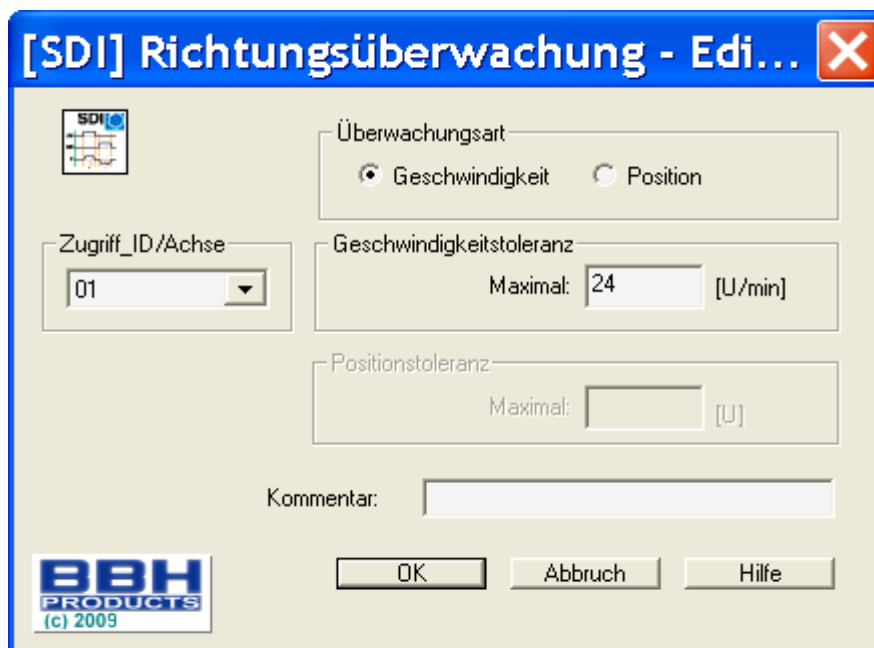 [SDI] Richtungsüberwachung - Edi...
SDI
Überwachungsart
Geschwindigkeit Position
Zugriff_ID/Achse
01
Geschwindigkeitstoleranz
Maximal: 24 [U/min]
Positionstoleranz
Maximal: [U]
Kommentar:
BBH
PRODUCTS
(c) 2009
OK Abbruch Hilfe